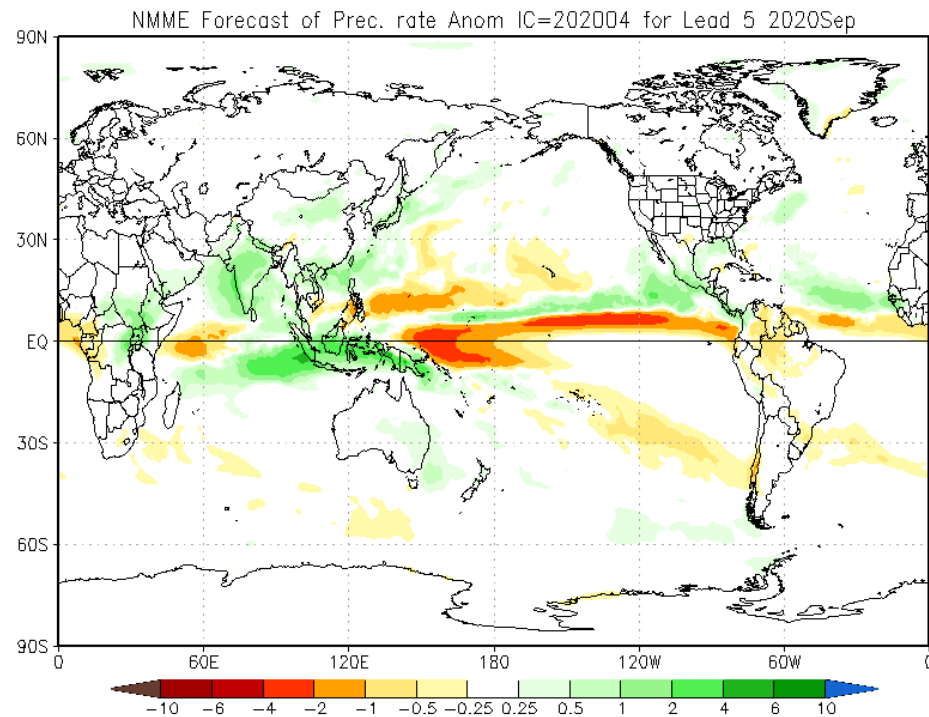 NMME Forecast of Prec. rate Anom IC=202004 for Lead 5 2020Sep
90N
60N
30N
EQ
30S
60S
90S
0 60E 120E 180 120W 60W 0
-10 -6 -4 -2 -1 -0.5 -0.25 0.25 0.5 1 2 4 6 10